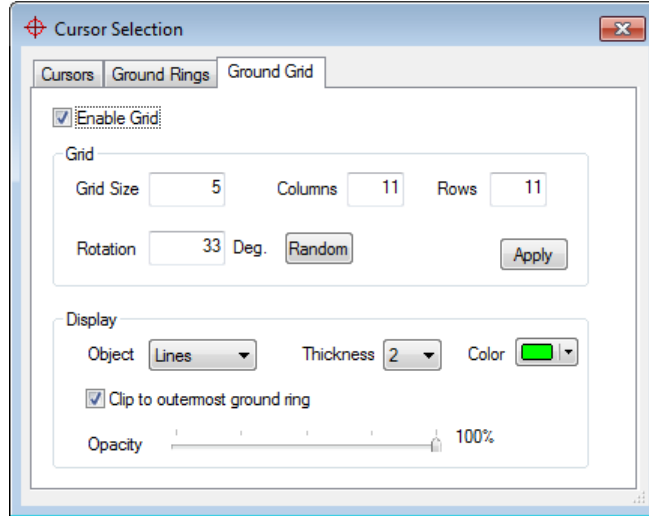 Cursor Selection
Cursors Ground Rings Ground Grid
Enable Grid
Grid
Grid Size 5 Columns 11 Rows 11
Rotation 33 Deg. Random Apply
Display
Object Lines Thickness 2 Color
Clip to outermost ground ring
Opacity 100%